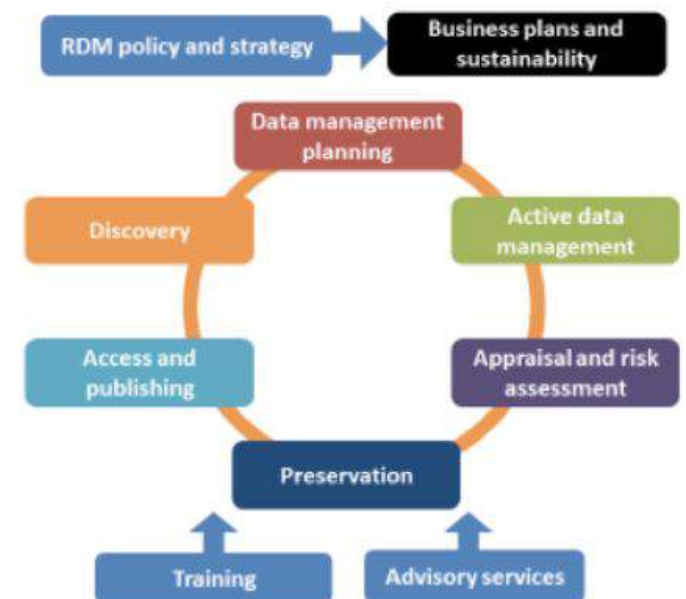 RDM policy and strategy
Business plans and
sustainability
Data management
planning
Discovery
Active data
management
Access and
publishing
Appraisal and risk
assessment
Preservation
Training
Advisory services